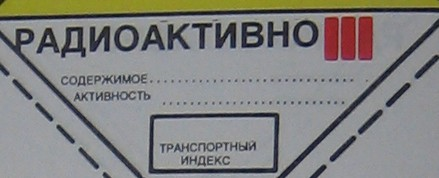 РАДИОАКТИВНО III
СОДЕРЖИМОЕ
АКТИВНОСТЬ
ТРАНСПОРТНЫЙ
ИНДЕКС